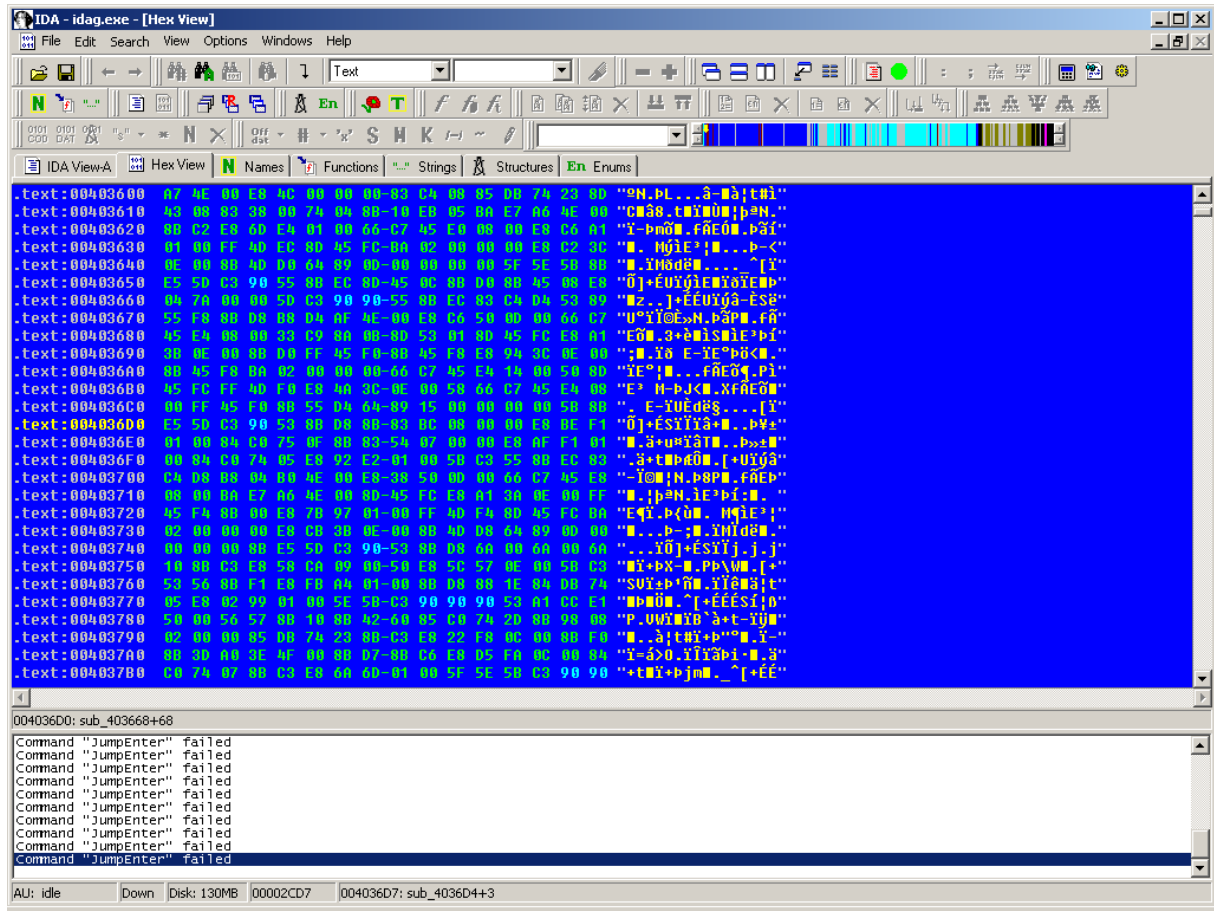 IDA - idag.exe - [Hex View]
File Edit Search View Options Windows Help
Text
N "..." En T f S M K
0101 COD 0101 DAT "s" * N Off dat # 'x' S M K
IDA View-A Hex View N Names Functions "..." Strings Structures En Enums
.text:00403600 A7 4E 00 E8 4C 00 00 00-83 C4 08 85 DB 74 23 8D
.text:00403610 43 08 83 38 00 74 04 8B-10 EB 05 BA E7 A6 4E 00
.text:00403620 8B C2 E8 6D E4 01 00 66-C7 45 E0 08 00 E8 C6 A1
.text:00403630 01 00 FF 4D EC 8D 45 FC-BA 02 00 00 00 E8 C2 3C
.text:00403640 0E 00 8B 4D D0 64 89 0D-00 00 00 00 5F 5E 5B 8B
.text:00403650 E5 5D C3 90 55 8B EC 8D-45 0C 8B D0 8B 45 08 E8
.text:00403660 04 7A 00 00 5D C3 90 90-55 8B EC 83 C4 D4 53 89
.text:00403670 55 F8 8B D8 B8 D4 AF 4E-00 E8 C6 50 0D 00 66 C7
.text:00403680 45 E4 08 00 33 C9 8A 0B-8D 53 01 8D 45 FC E8 A1
.text:00403690 3B 0E 00 8B D0 FF 45 F0-8B 45 F8 E8 94 3C 0E 00
.text:004036A0 8B 45 F8 BA 02 00 00 00-66 C7 45 E4 14 00 50 8D
.text:004036B0 45 FC FF 4D F0 E8 4A 3C-0E 00 58 66 C7 45 E4 08
.text:004036C0 00 FF 45 F0 8B 55 D4 64-89 15 00 00 00 00 5B 8B
.text:004036D0 E5 5D C3 90 53 8B D8 8B-83 BC 08 00 00 E8 BE F1
.text:004036E0 01 00 84 C0 75 0F 8B 83-54 07 00 00 E8 AF F1 01
.text:004036F0 00 84 C0 74 05 E8 92 E2-01 00 5B C3 55 8B EC 83
.text:00403700 C4 D8 B8 04 B0 4E 00 E8-38 50 0D 00 66 C7 45 E8
.text:00403710 08 00 BA E7 A6 4E 00 8D-45 FC E8 A1 3A 0E 00 FF
.text:00403720 45 F4 8B 00 E8 7B 97 01-00 FF 4D F4 8D 45 FC BA
.text:00403730 02 00 00 00 E8 CB 3B 0E-00 8B 4D D8 64 89 0D 00
.text:00403740 00 00 00 8B E5 5D C3 90-53 8B D8 6A 00 6A 00 6A
.text:00403750 10 8B C3 E8 58 CA 09 00-50 E8 5C 57 0E 00 5B C3
.text:00403760 53 56 8B F1 E8 FB A4 01-00 8B D8 88 1E 84 DB 74
.text:00403770 05 E8 02 99 01 00 5E 5B-C3 90 90 90 53 A1 CC E1
.text:00403780 50 00 56 57 8B 10 8B 42-60 85 C0 74 2D 8B 98 08
.text:00403790 02 00 00 85 DB 74 23 8B-C3 E8 22 F8 0C 00 8B F0
.text:004037A0 8B 3D A0 3E 4F 00 8B D7-8B C6 E8 D5 FA 0C 00 84
.text:004037B0 C0 74 07 8B C3 E8 6A 6D-01 00 5F 5E 5B C3 90 90
004036D0: sub_403668+68
Command "JumpEnter" failed
Command "JumpEnter" failed
Command "JumpEnter" failed
Command "JumpEnter" failed
Command "JumpEnter" failed
Command "JumpEnter" failed
Command "JumpEnter" failed
Command "JumpEnter" failed
Command "JumpEnter" failed
Command "JumpEnter" failed
AU: idle Down Disk: 130MB 00002CD7 004036D7: sub_4036D4+3